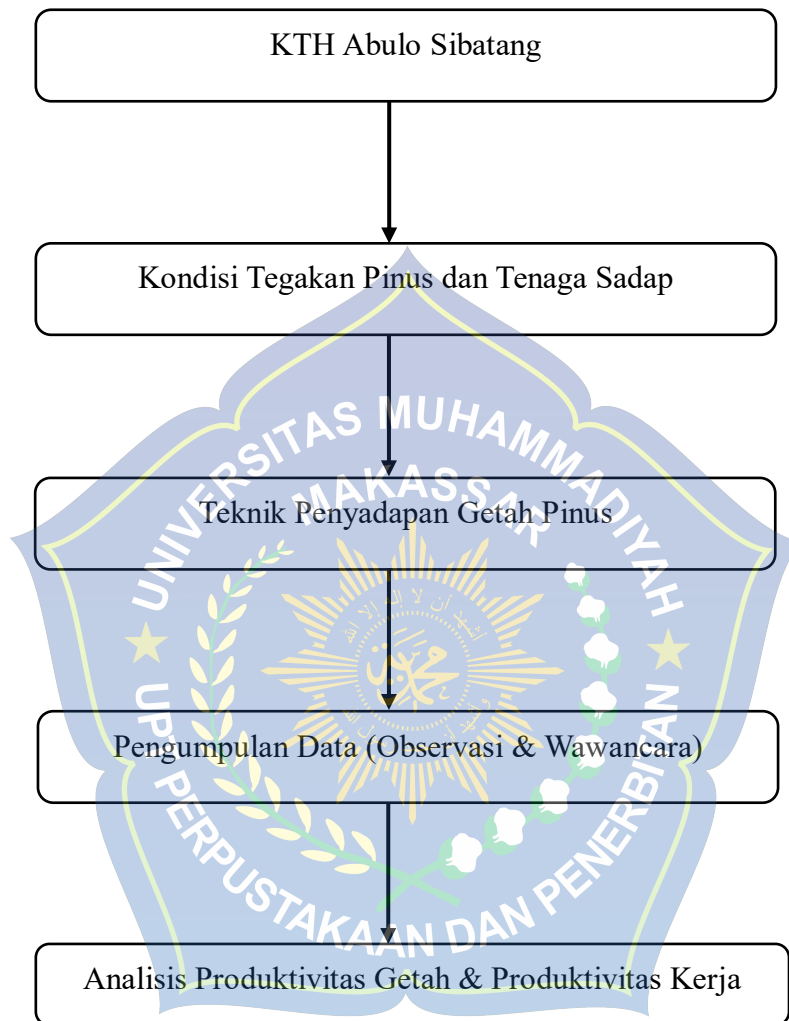 KTH Abulo Sibatang
Kondisi Tegakan Pinus dan Tenaga Sadap
UNIVERSITAS MUHAMMADIYAH
MAKASSAR
Teknik Penyadapan Getah Pinus
Pengumpulan Data (Observasi & Wawancara)
UPT PERPUSTAKAAN DAN PENERBITAN
Analisis Produktivitas Getah & Produktivitas Kerja